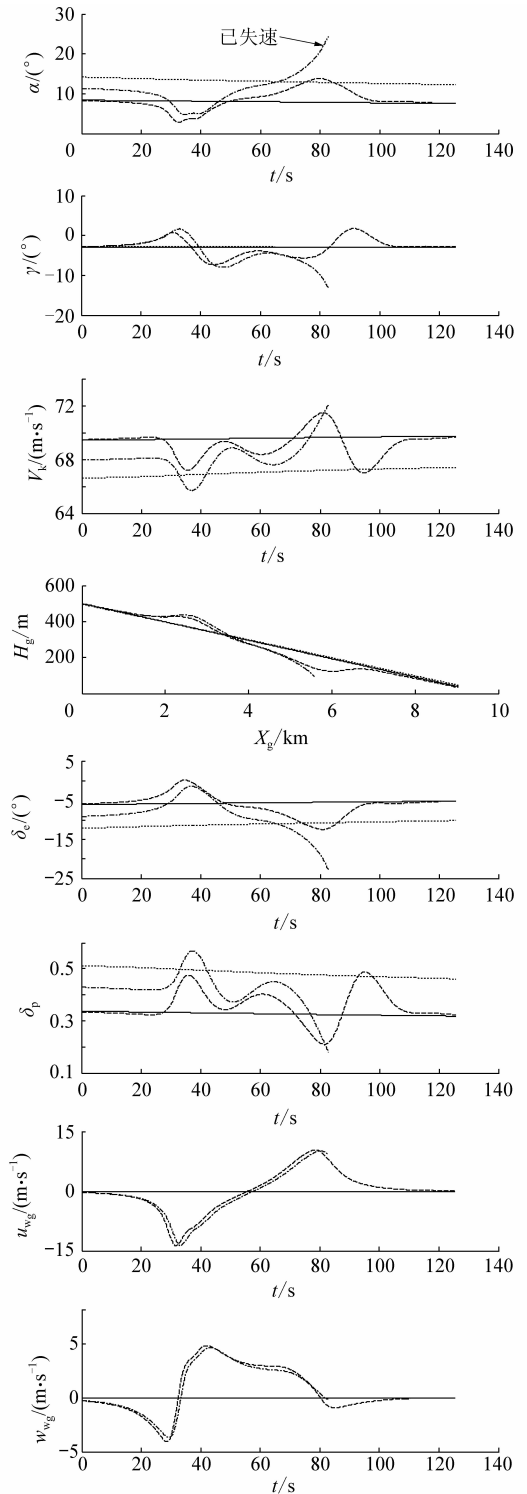 30
已失速
20
α/(°)
10
0 20 40 60 80 100 120 140
t/s
10
0
γ/(°)
−10
−20
0 20 40 60 80 100 120 140
t/s
72
V_k/(m•s⁻¹)
68
64
0 20 40 60 80 100 120 140
t/s
600
H_g/m
400
200
0 2 4 6 8 10
X_g/km
5
δ_e/(°)
−5
−15
−25
0 20 40 60 80 100 120 140
t/s
0.5
δ_p
0.3
0.1
0 20 40 60 80 100 120 140
t/s
15
u_wg/(m•s⁻¹)
0
−15
0 20 40 60 80 100 120 140
t/s
5
w_wg/(m•s⁻¹)
0
−5
0 20 40 60 80 100 120 140
t/s